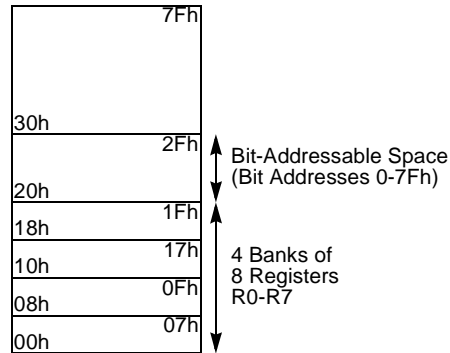 7Fh
30h
2Fh
20h
Bit-Addressable Space
(Bit Addresses 0-7Fh)
1Fh
18h
17h
10h
0Fh
08h
07h
00h
4 Banks of
8 Registers
R0-R7